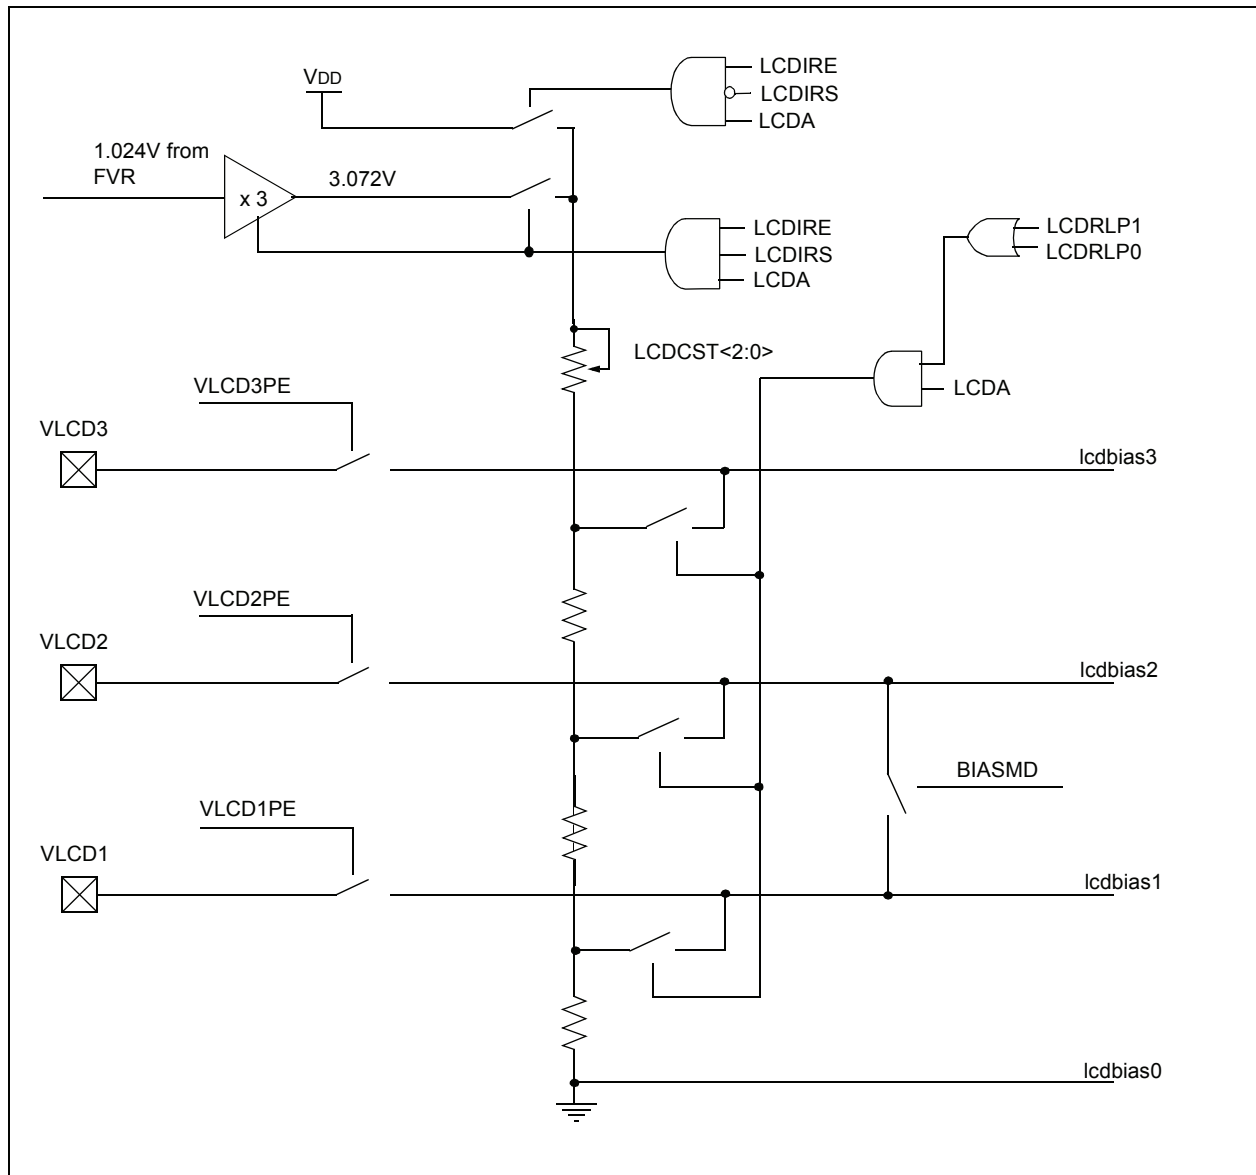 VDD
LCDIRE
LCDIRS
LCDA
1.024V from
FVR
x 3
3.072V
LCDIRE
LCDIRS
LCDA
LCDRLP1
LCDRLP0
LCDCST<2:0>
LCDA
VLCD3PE
VLCD3
lcdbias3
VLCD2PE
VLCD2
lcdbias2
BIASMD
VLCD1PE
VLCD1
lcdbias1
lcdbias0